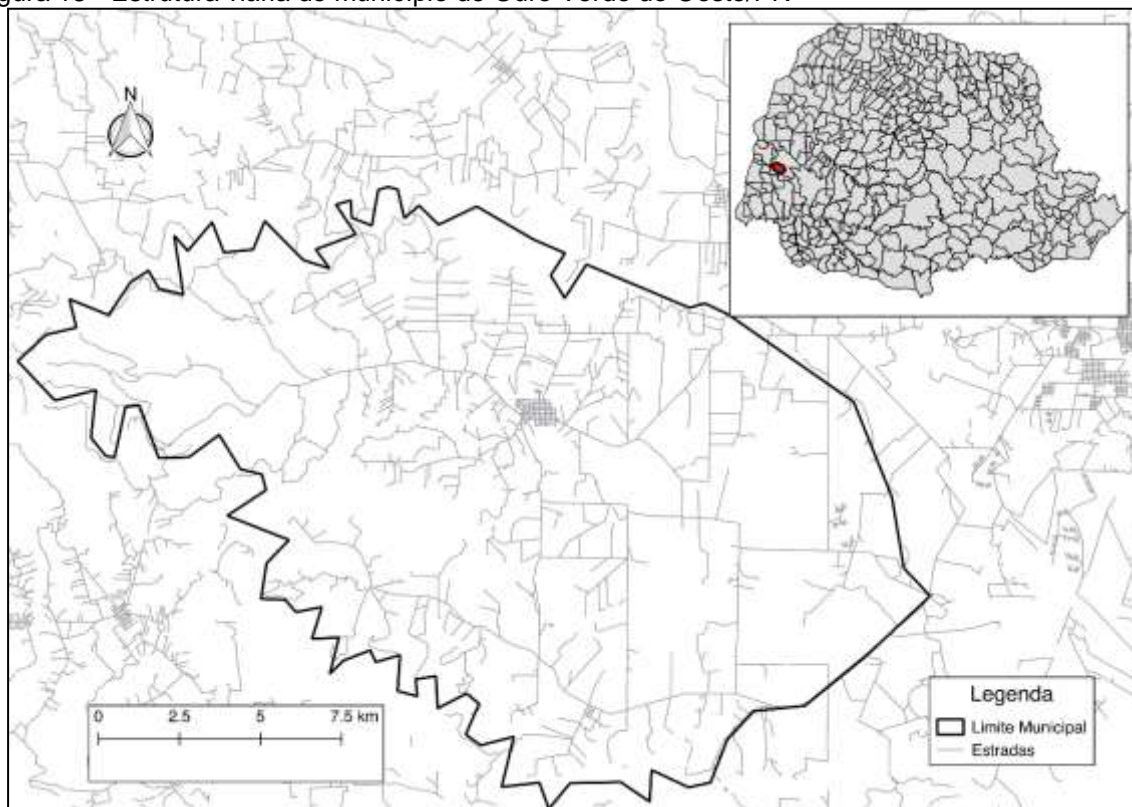 Estrutura viária do município de Ouro Verde do Oeste/PR
N
0 2.5 5 7.5 km
Legenda
Limite Municipal
Estradas